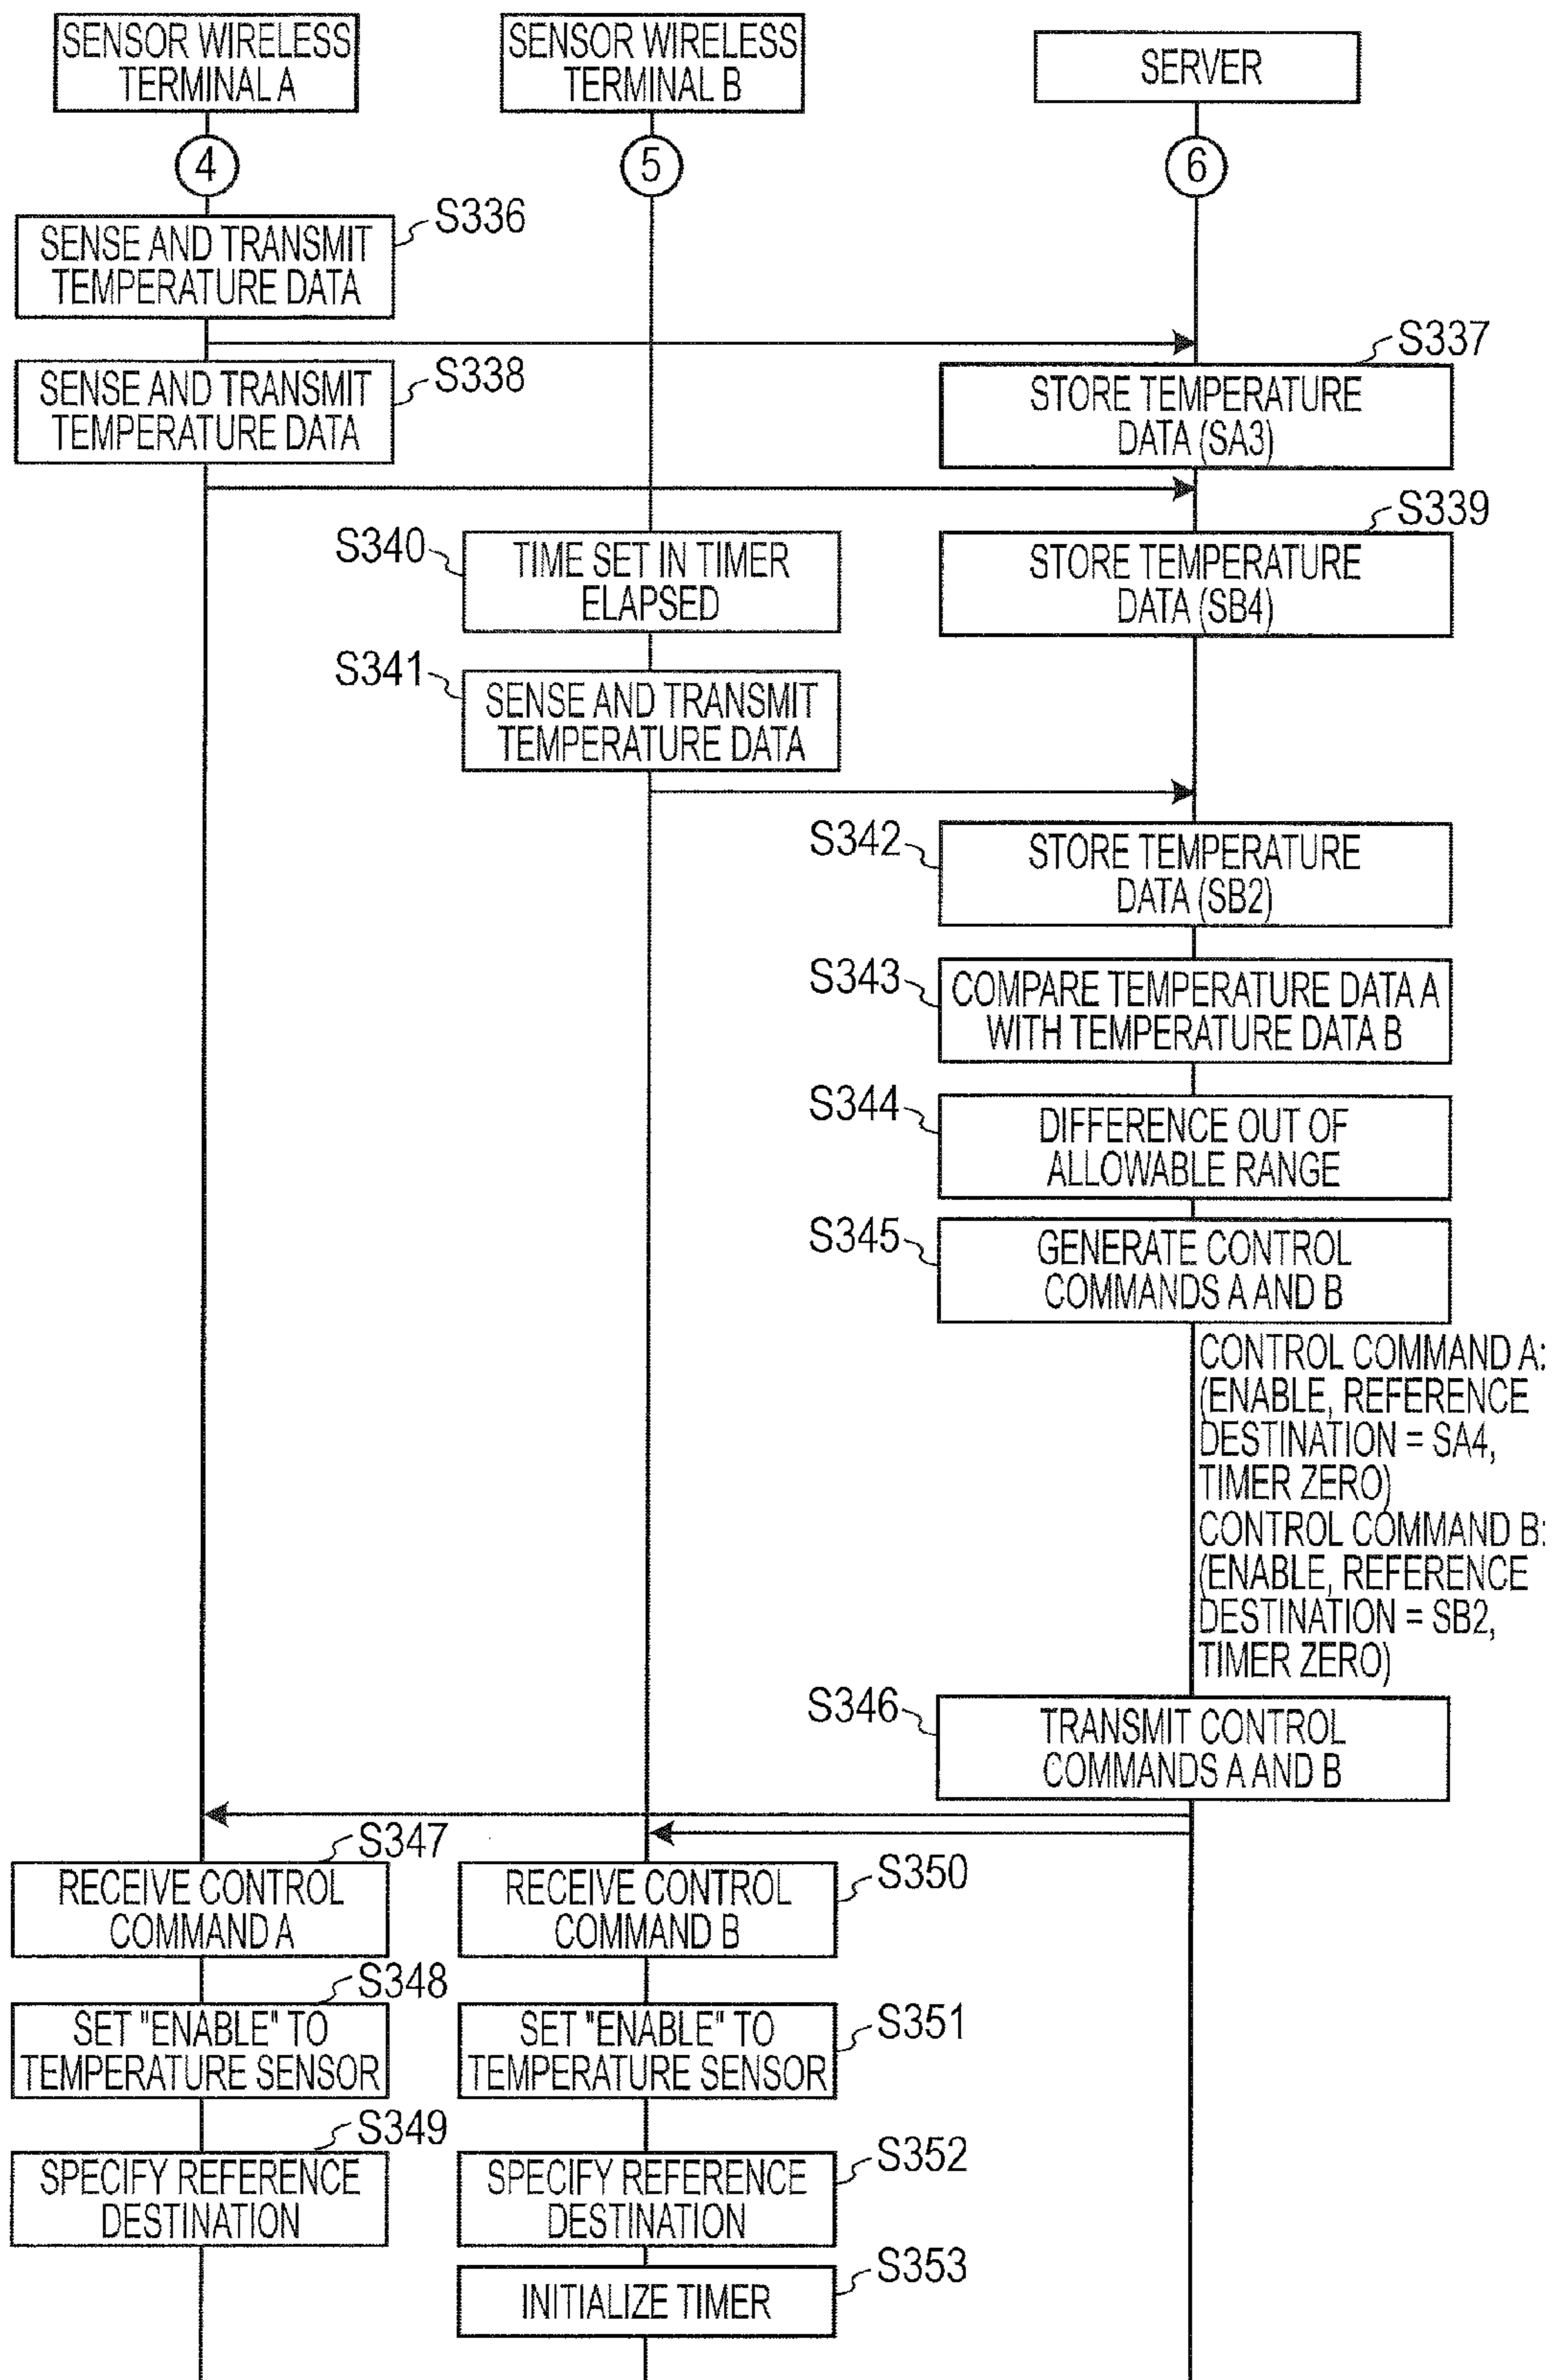 SENSOR WIRELESS
TERMINAL A
SENSOR WIRELESS
TERMINAL B
SERVER
4
5
6
S336
SENSE AND TRANSMIT
TEMPERATURE DATA
S337
STORE TEMPERATURE
DATA (SA3)
S338
SENSE AND TRANSMIT
TEMPERATURE DATA
S339
STORE TEMPERATURE
DATA (SB4)
S340
TIME SET IN TIMER
ELAPSED
S341
SENSE AND TRANSMIT
TEMPERATURE DATA
S342
STORE TEMPERATURE
DATA (SB2)
S343
COMPARE TEMPERATURE DATA A
WITH TEMPERATURE DATA B
S344
DIFFERENCE OUT OF
ALLOWABLE RANGE
S345
GENERATE CONTROL
COMMANDS A AND B
CONTROL COMMAND A:
(ENABLE, REFERENCE
DESTINATION = SA4,
TIMER ZERO)
CONTROL COMMAND B:
(ENABLE, REFERENCE
DESTINATION = SB2,
TIMER ZERO)
S346
TRANSMIT CONTROL
COMMANDS A AND B
S347
RECEIVE CONTROL
COMMAND A
S350
RECEIVE CONTROL
COMMAND B
S348
SET "ENABLE" TO
TEMPERATURE SENSOR
S351
SET "ENABLE" TO
TEMPERATURE SENSOR
S349
SPECIFY REFERENCE
DESTINATION
S352
SPECIFY REFERENCE
DESTINATION
S353
INITIALIZE TIMER